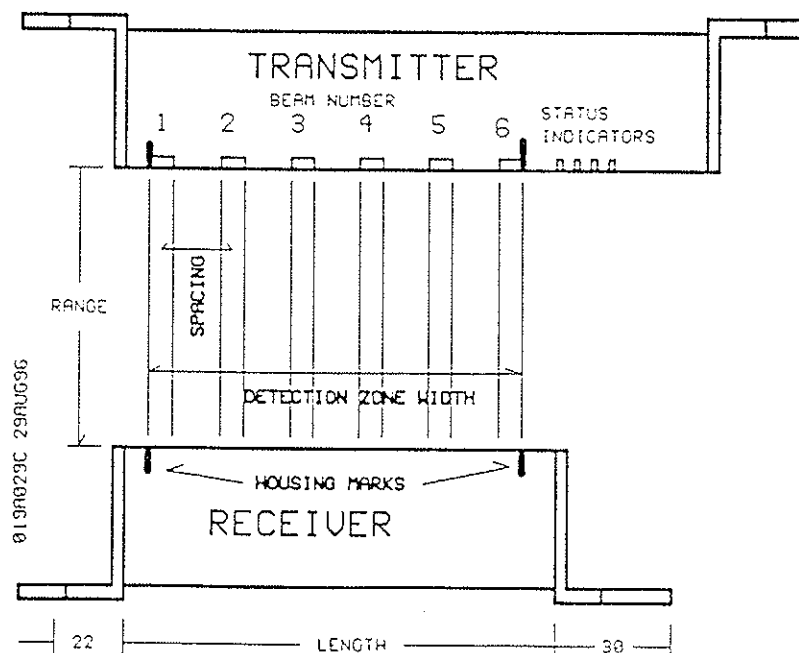 TRANSMITTER
BEAM NUMBER
1 2 3 4 5 6
STATUS
INDICATORS
SPACING
RANGE
DETECTION ZONE WIDTH
HOUSING MARKS
RECEIVER
019A029C 29AUG96
22 LENGTH 30